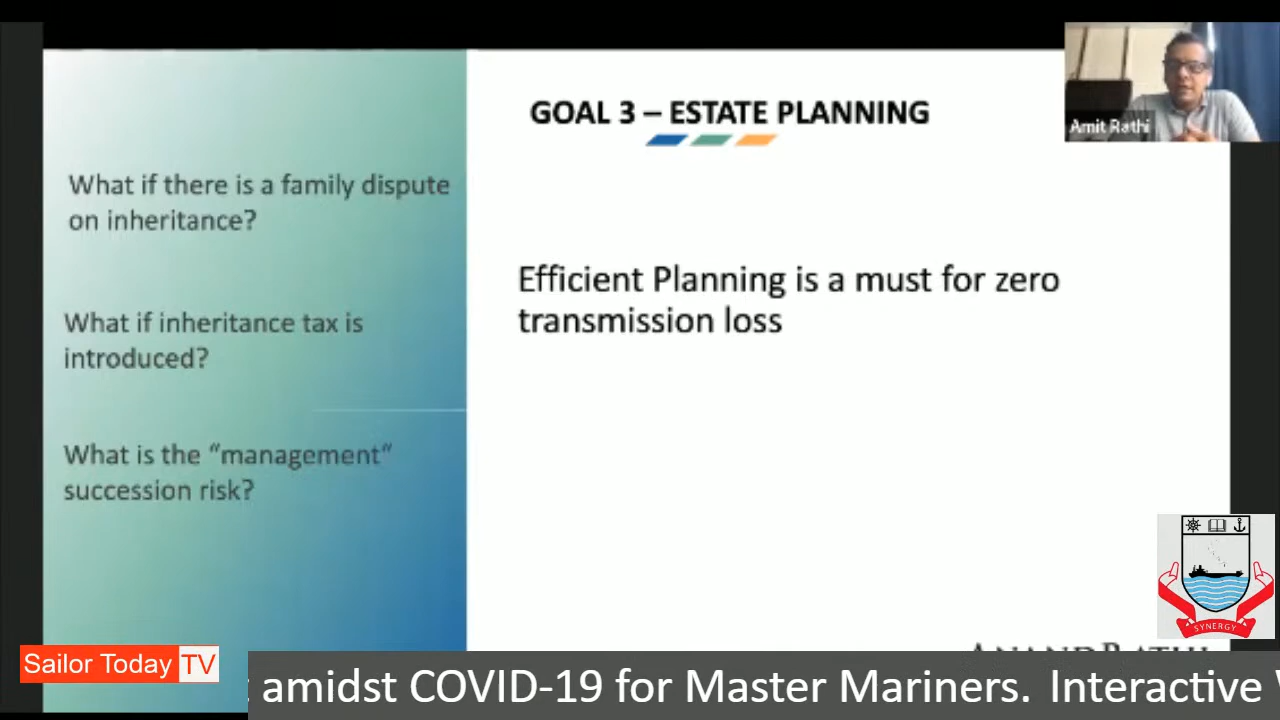 GOAL 3 – ESTATE PLANNING
Amit Rathi
What if there is a family dispute
on inheritance?
What if inheritance tax is
introduced?
What is the “management“
succession risk?
Efficient Planning is a must for zero
transmission loss
SYNERGY
ANAND RATHI
Sailor Today TV
amidst COVID-19 for Master Mariners. Interactive